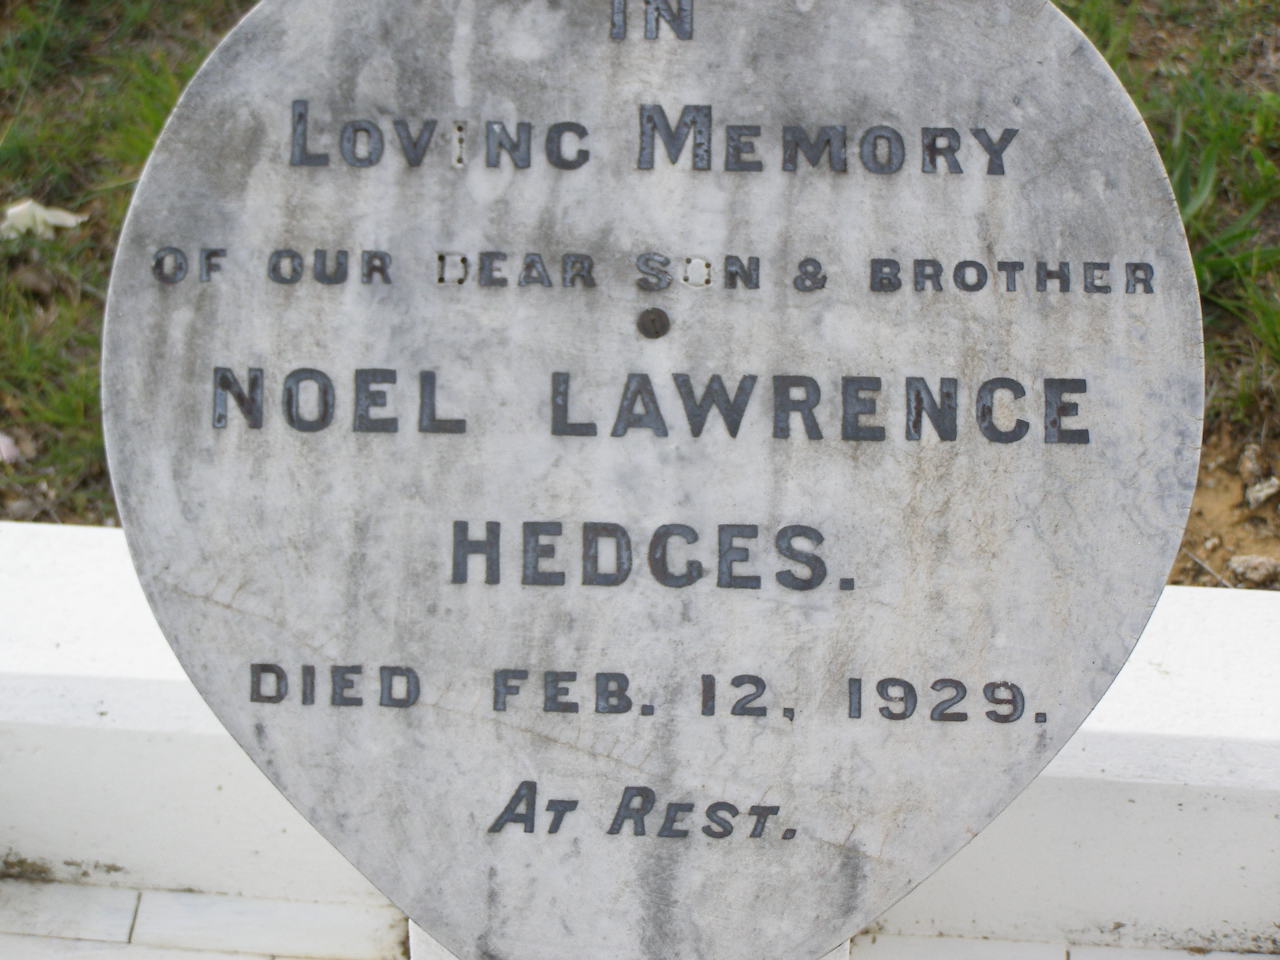 IN
LOVING MEMORY
OF OUR DEAR SON & BROTHER
NOEL LAWRENCE
HEDGES.
DIED FEB. 12, 1929.
AT REST.